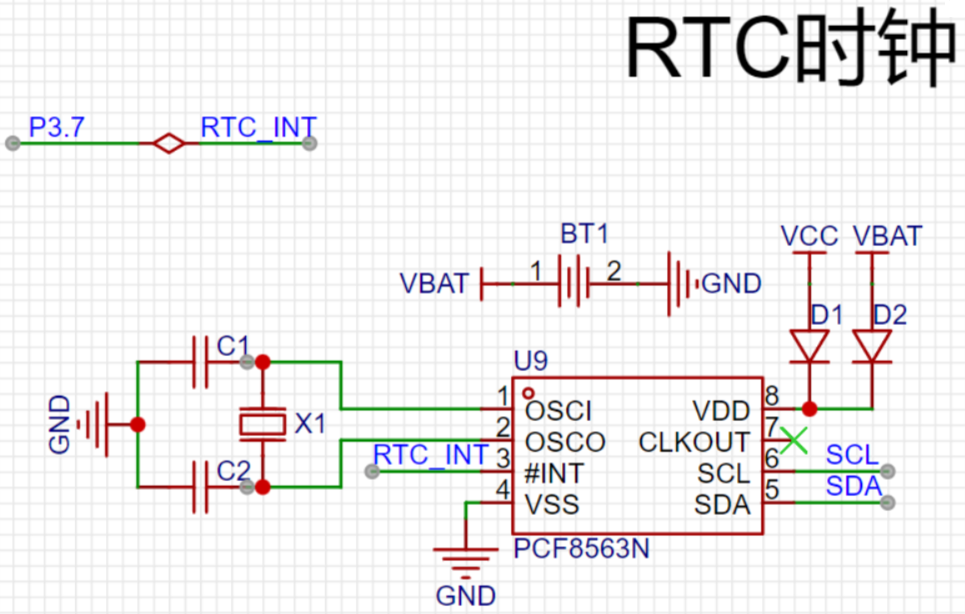 RTC时钟
P3.7 RTC_INT
BT1
VCC VBAT
VBAT 1 2 GND
D1 D2
C1
U9
1 OSCI VDD 8
GND X1
2 OSCO CLKOUT 7
RTC_INT 3 #INT SCL 6 SCL
C2
4 VSS SDA 5 SDA
PCF8563N
GND